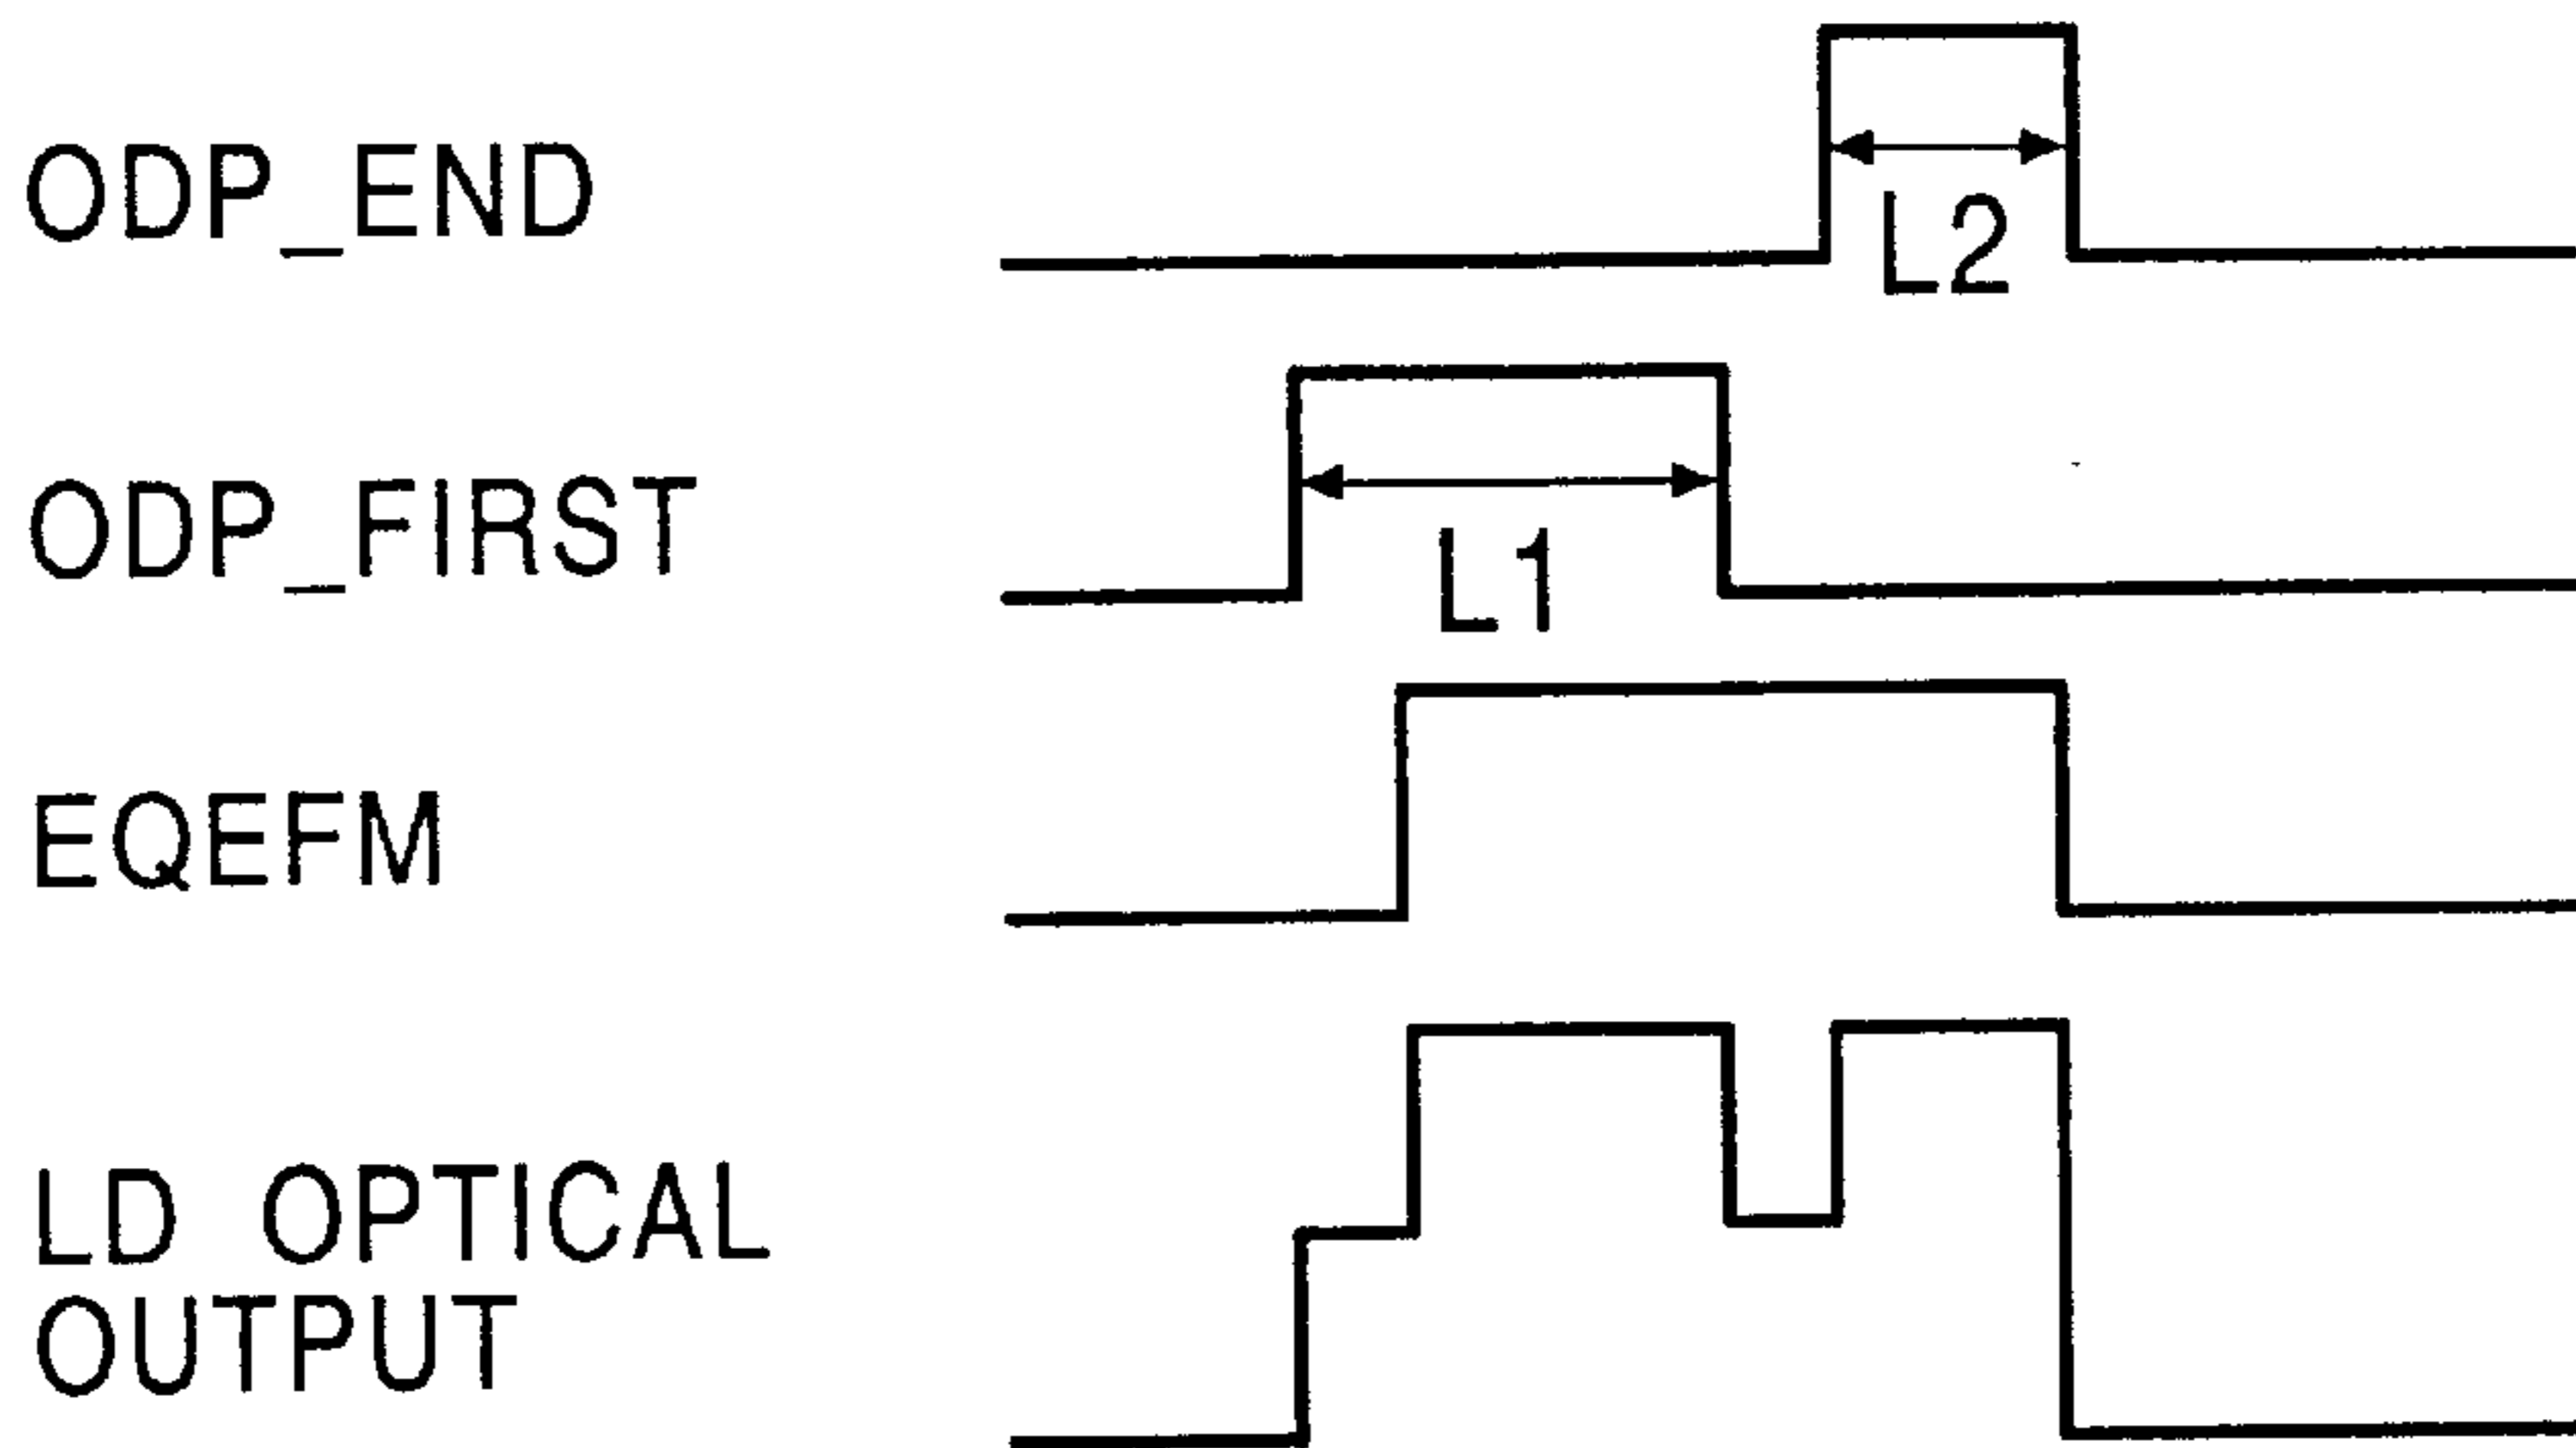 ODP_END
L2
ODP_FIRST
L1
EQEFM
LD OPTICAL
OUTPUT